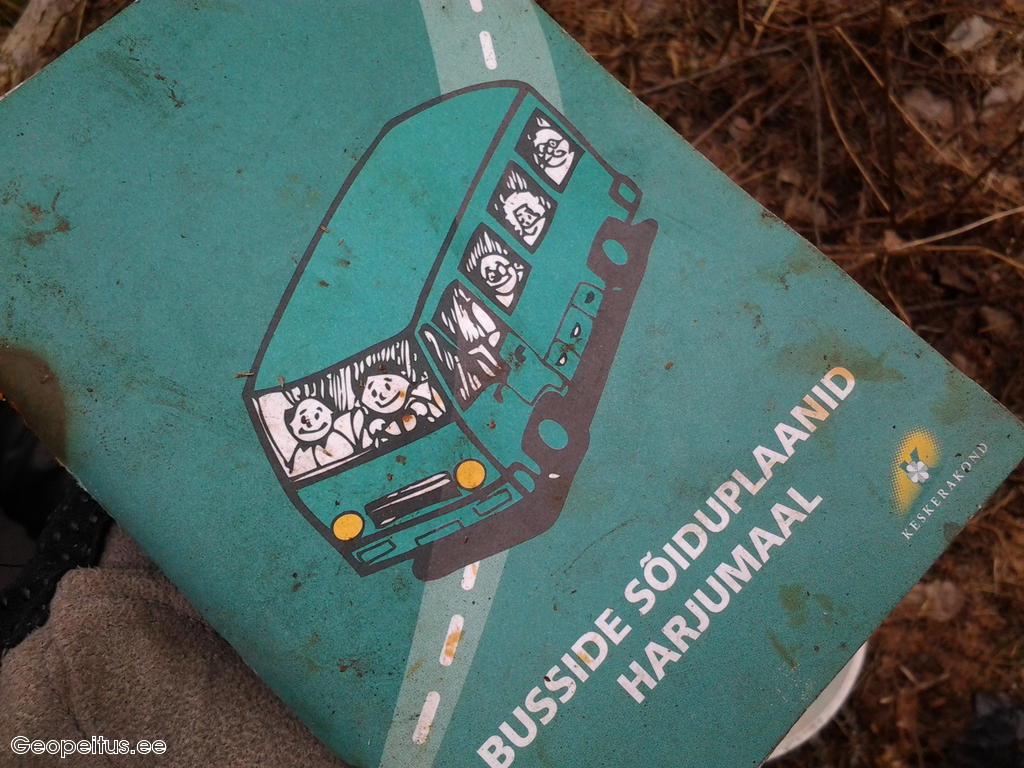 BUSSIDE SÕIDUPLAANID
HARJUMAAL
KESKERAKOND
Geopeitus.ee